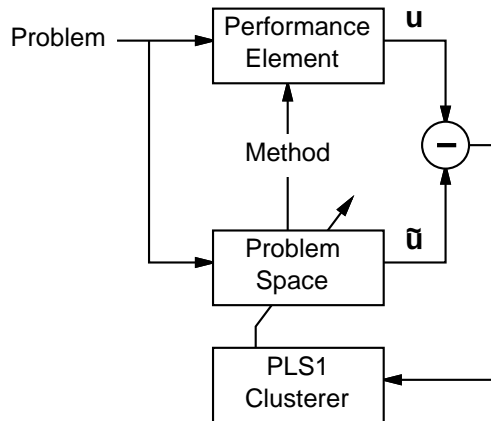 Problem
Performance
Element
u
−
Method
Problem
Space
ũ
PLS1
Clusterer